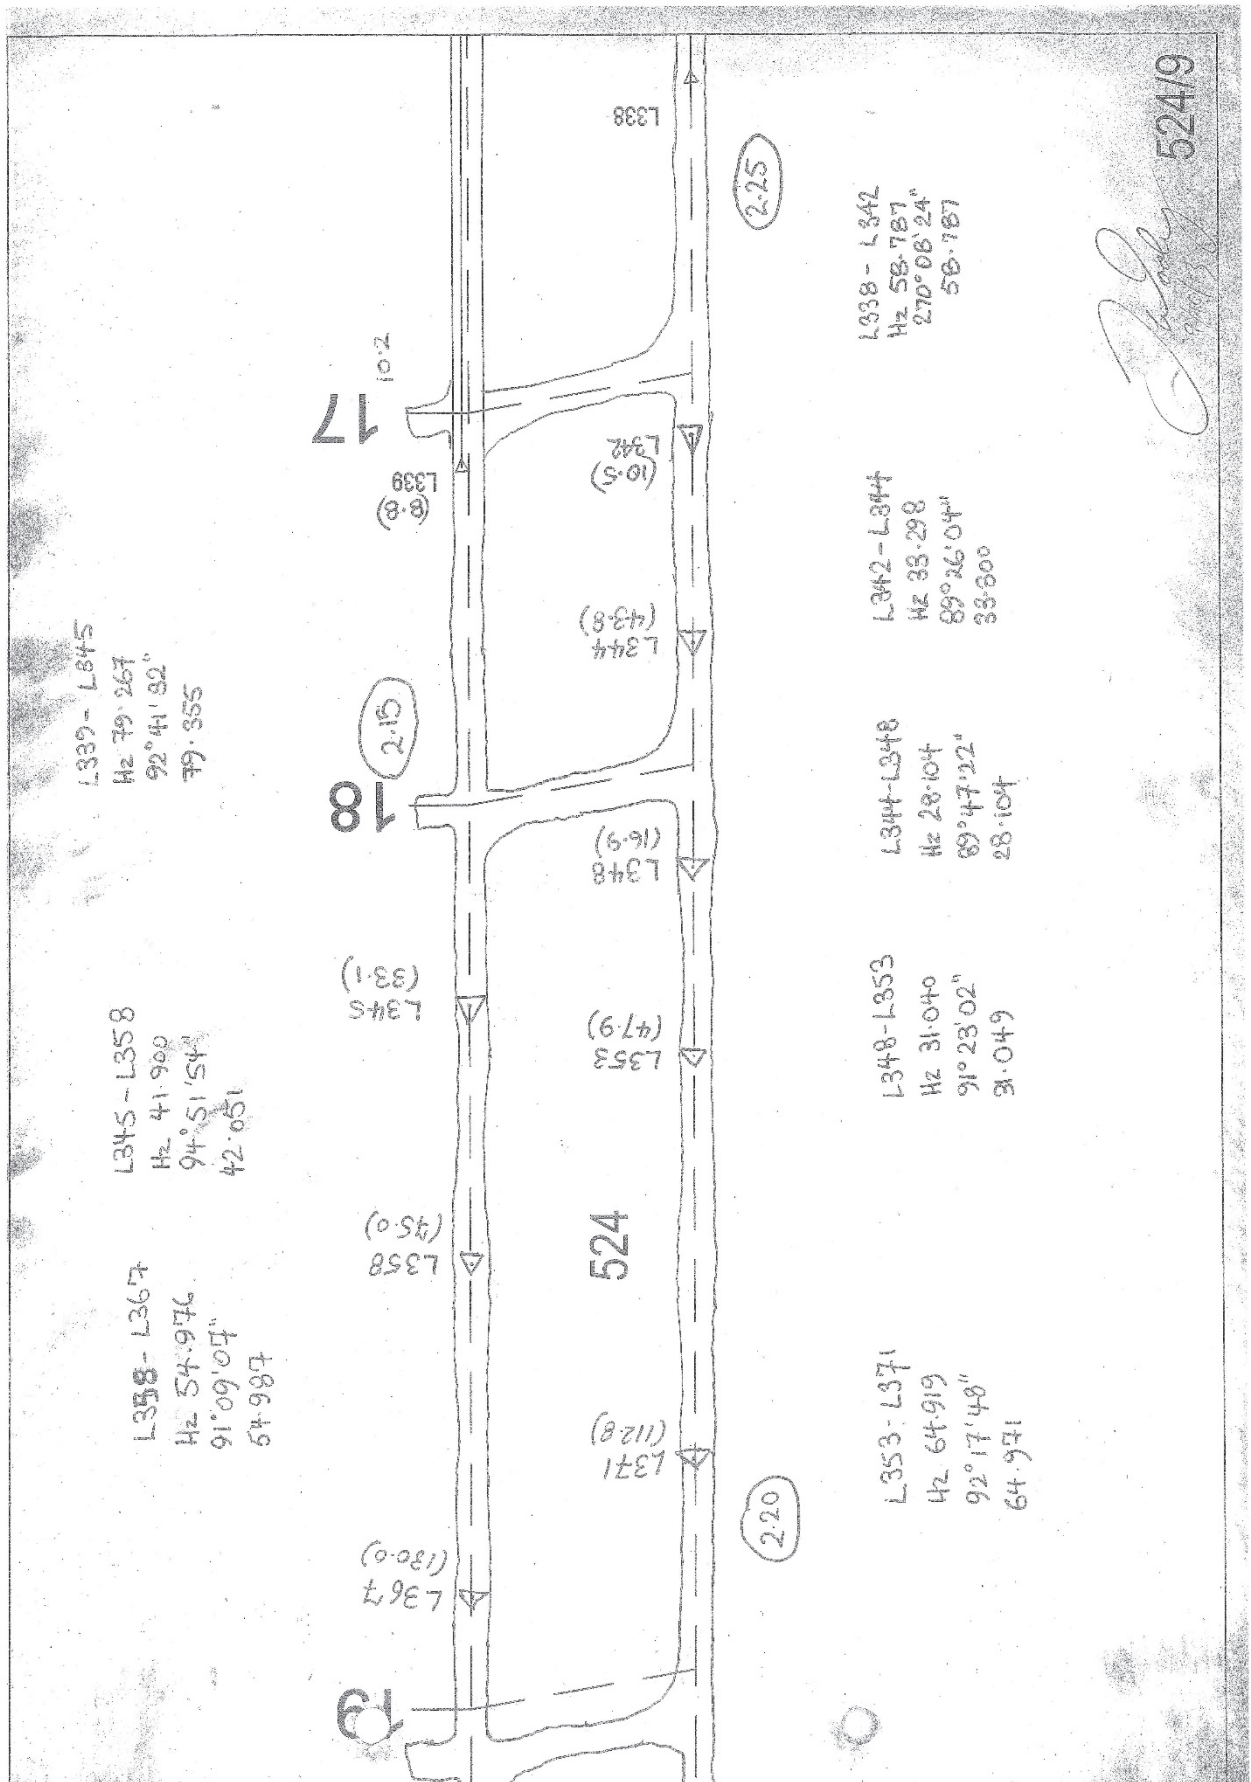 524/9
L338
2.25
L338 - L342
Hz 58.787
270°08'24"
58.787
17
10.2
L339
(8.8)
L342
(10.5)
L342 - L344
Hz 33.298
89°26'04"
33.300
L344
(43.8)
L339 - L345
Hz 79.267
92°41'32"
79.355
2.15
18
L344 - L348
Hz 28.104
89°47'22"
28.104
L348
(16.9)
L345
(33.1)
L353
(47.9)
L348 - L353
Hz 31.040
91°23'02"
31.049
L345 - L358
Hz 41.900
94°51'54"
42.051
L358
(75.0)
524
L358 - L367
Hz 54.976
91°09'07"
54.987
L371
(112.8)
L353 - L371
Hz 64.919
92°17'48"
64.971
2.20
L367
(130.0)
19